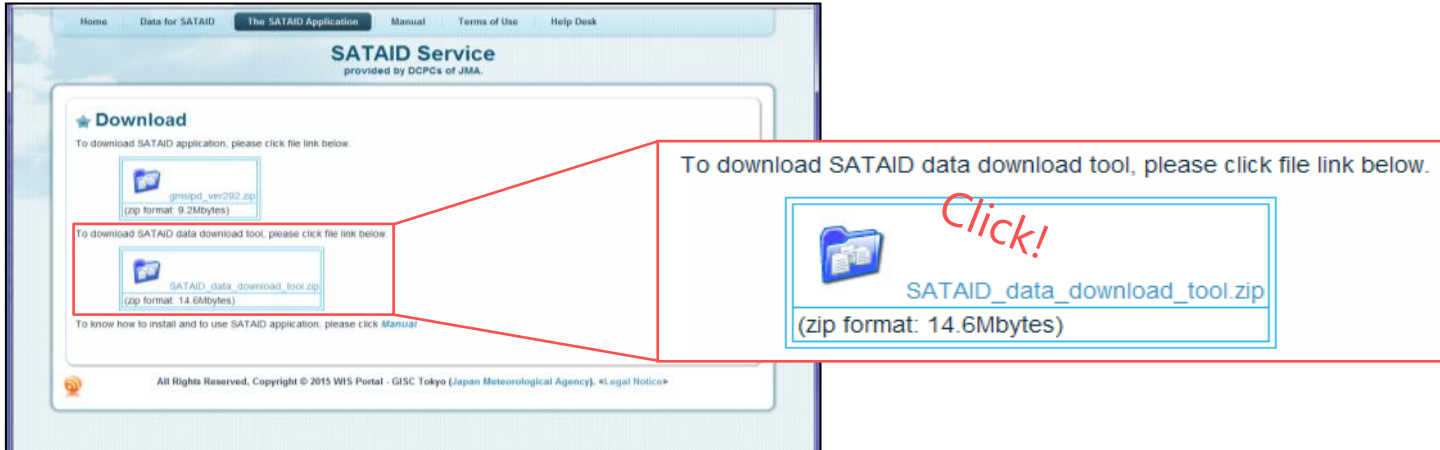 Home Data for SATAID The SATAID Application Manual Terms of Use Help Desk
SATAID Service
provided by DCPCs of JMA.
Download
To download SATAID application, please click file link below.
gmslpd_ver292.zip
(zip format: 9.2Mbytes)
To download SATAID data download tool, please click file link below.
SATAID_data_download_tool.zip
(zip format: 14.6Mbytes)
To know how to install and to use SATAID application, please click Manual
All Rights Reserved, Copyright © 2015 WIS Portal - GISC Tokyo (Japan Meteorological Agency). <Legal Notice>
To download SATAID data download tool, please click file link below.
Click!
SATAID_data_download_tool.zip
(zip format: 14.6Mbytes)